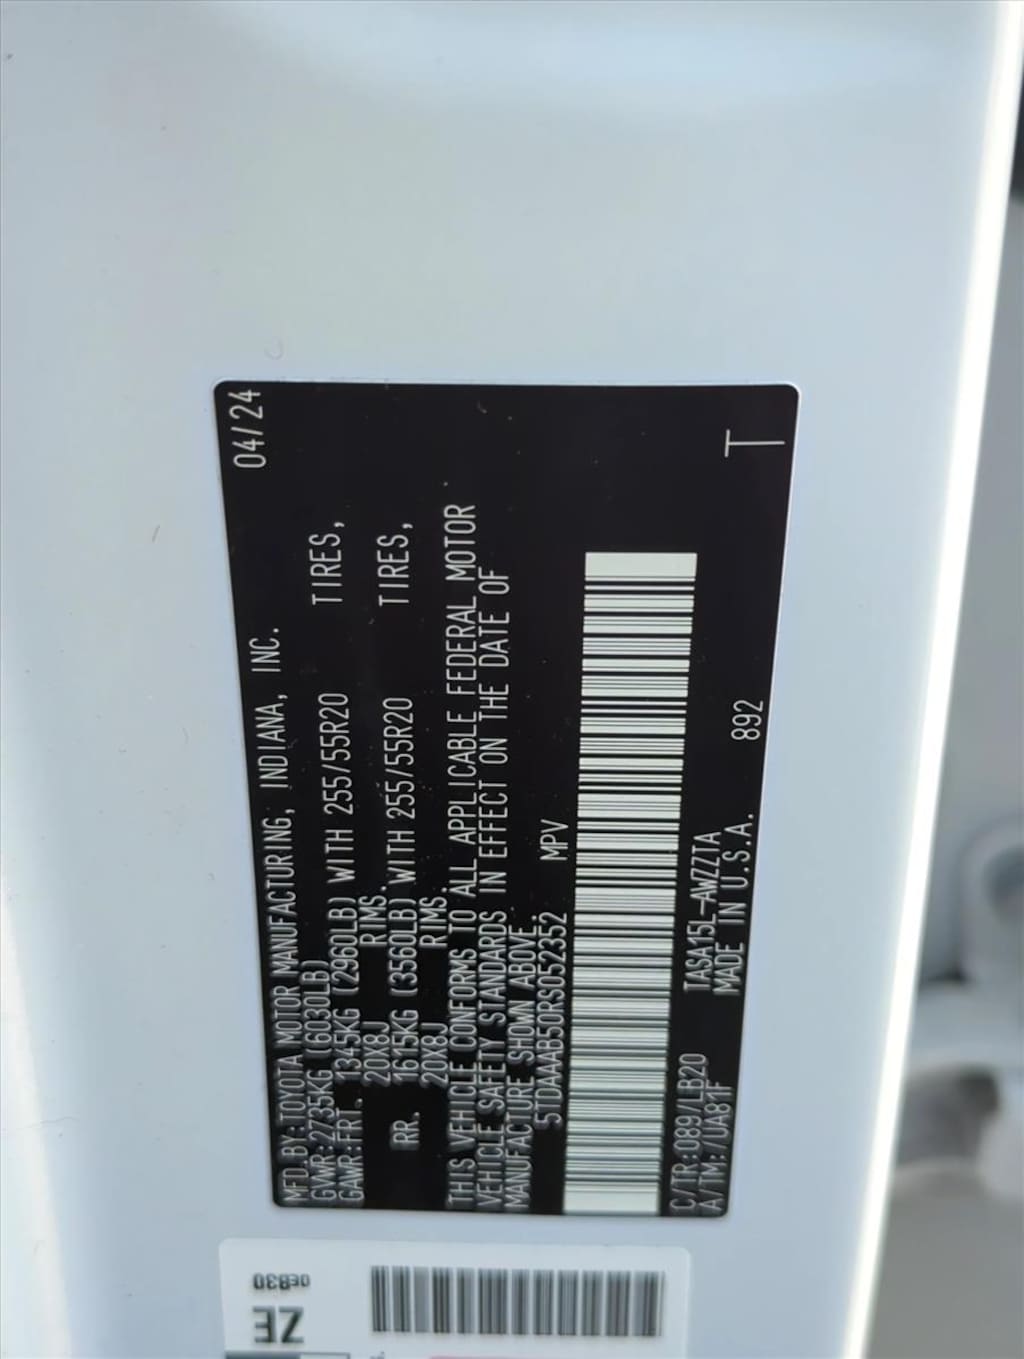 MFD.BY:TOYOTA MOTOR MANUFACTURING, INDIANA, INC. 04/24
GVWR:2735KG (6030LB)
GAWR:FRT. 1345KG (2960LB) WITH 255/55R20 TIRES,
20X8J RIMS.
RR. 1615KG (3560LB) WITH 255/55R20 TIRES,
20X8J RIMS.
THIS VEHICLE CONFORMS TO ALL APPLICABLE FEDERAL MOTOR
VEHICLE SAFETY STANDARDS IN EFFECT ON THE DATE OF
MANUFACTURE SHOWN ABOVE.
5TDAAAB50RS052352 MPV
C/TR:089/LB20 TASA15L-AWZZTA
A/TM:/UA81F MADE IN U.S.A. 892
T
ZE
0EB30